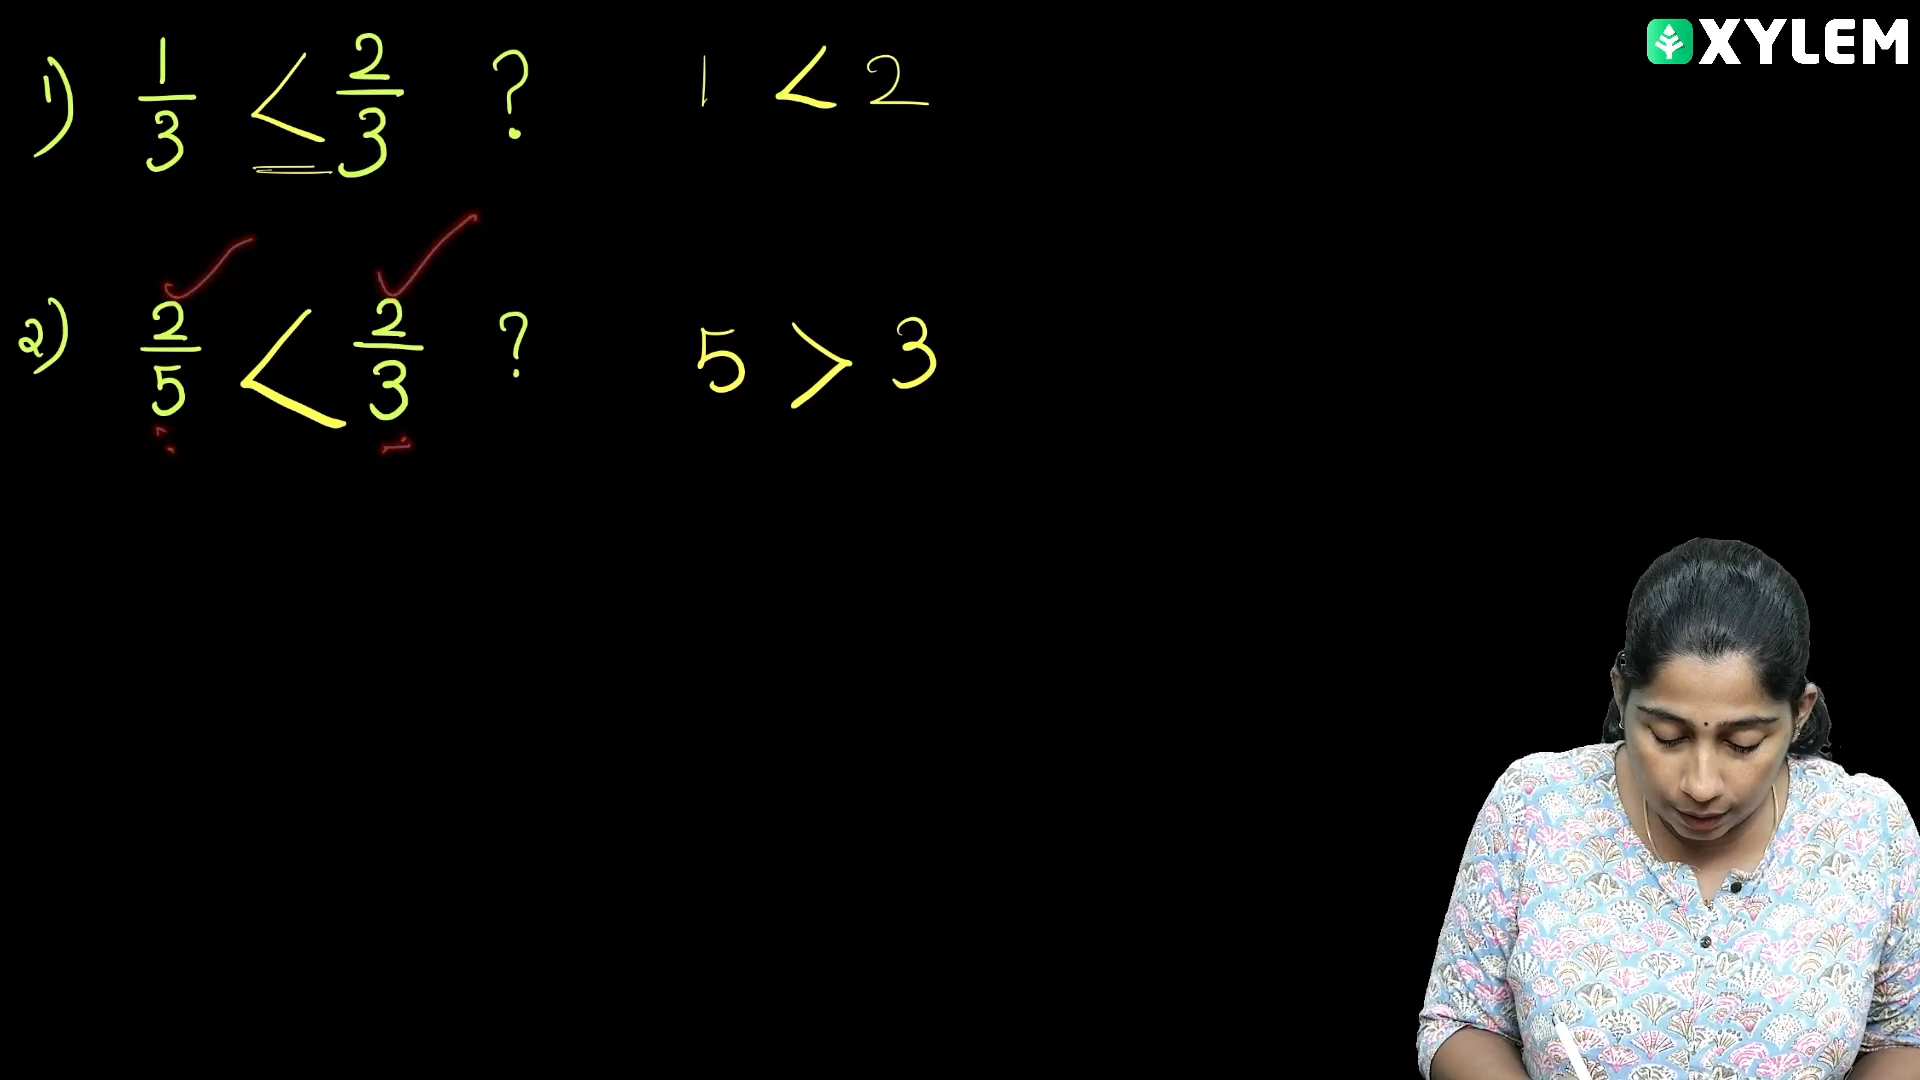 XYLEM
1) 1/3 < 2/3 ? 1 < 2
2) 2/5 < 2/3 ? 5 > 3